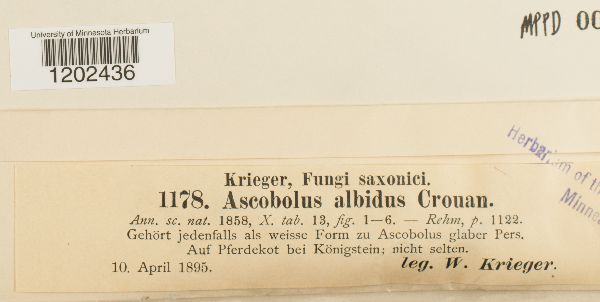 University of Minnesota Herbarium
1202436
MPPD 00
Herbarium of th
Minne
Krieger, Fungi saxonici.
1178. Ascobolus albidus Crouan.
Ann. sc. nat. 1858, X. tab. 13, fig. 1—6. — Rehm, p. 1122.
Gehört jedenfalls als weisse Form zu Ascobolus glaber Pers.
Auf Pferdekot bei Königstein; nicht selten.
10. April 1895. leg. W. Krieger.